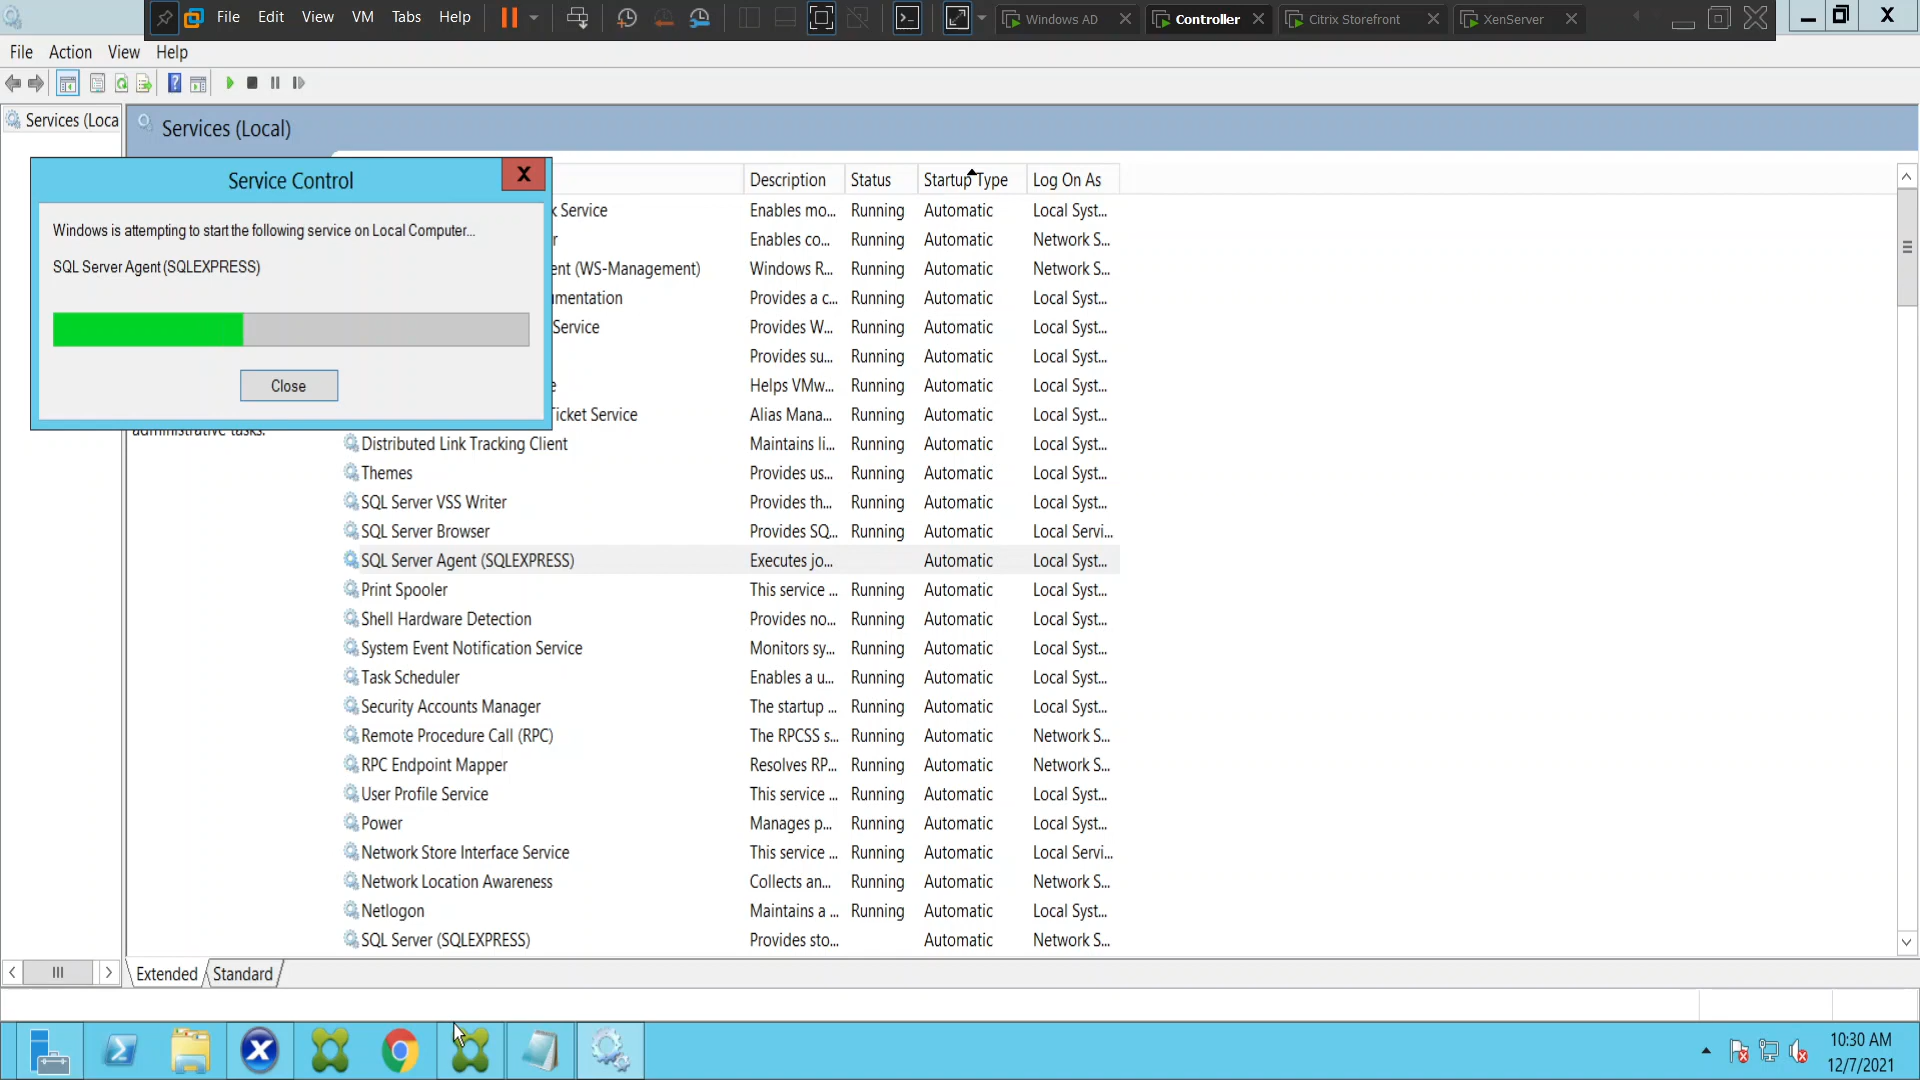 File Edit View VM Tabs Help Windows AD Controller Citrix Storefront XenServer
File Action View Help
Services (Loca
Services (Local)
Service Control
X
Windows is attempting to start the following service on Local Computer...
SQL Server Agent (SQLEXPRESS)
Close
administrative tasks.
Description Status Startup Type Log On As
k Service Enables mo... Running Automatic Local Syst...
r Enables co... Running Automatic Network S...
ent (WS-Management) Windows R... Running Automatic Network S...
umentation Provides a c... Running Automatic Local Syst...
Service Provides W... Running Automatic Local Syst...
Provides su... Running Automatic Local Syst...
e Helps VMw... Running Automatic Local Syst...
Ticket Service Alias Mana... Running Automatic Local Syst...
Distributed Link Tracking Client Maintains li... Running Automatic Local Syst...
Themes Provides us... Running Automatic Local Syst...
SQL Server VSS Writer Provides th... Running Automatic Local Syst...
SQL Server Browser Provides SQ... Running Automatic Local Servi...
SQL Server Agent (SQLEXPRESS) Executes jo... Automatic Local Syst...
Print Spooler This service ... Running Automatic Local Syst...
Shell Hardware Detection Provides no... Running Automatic Local Syst...
System Event Notification Service Monitors sy... Running Automatic Local Syst...
Task Scheduler Enables a u... Running Automatic Local Syst...
Security Accounts Manager The startup ... Running Automatic Local Syst...
Remote Procedure Call (RPC) The RPCSS s... Running Automatic Network S...
RPC Endpoint Mapper Resolves RP... Running Automatic Network S...
User Profile Service This service ... Running Automatic Local Syst...
Power Manages p... Running Automatic Local Syst...
Network Store Interface Service This service ... Running Automatic Local Servi...
Network Location Awareness Collects an... Running Automatic Network S...
Netlogon Maintains a ... Running Automatic Local Syst...
SQL Server (SQLEXPRESS) Provides sto... Automatic Network S...
Extended Standard
10:30 AM
12/7/2021